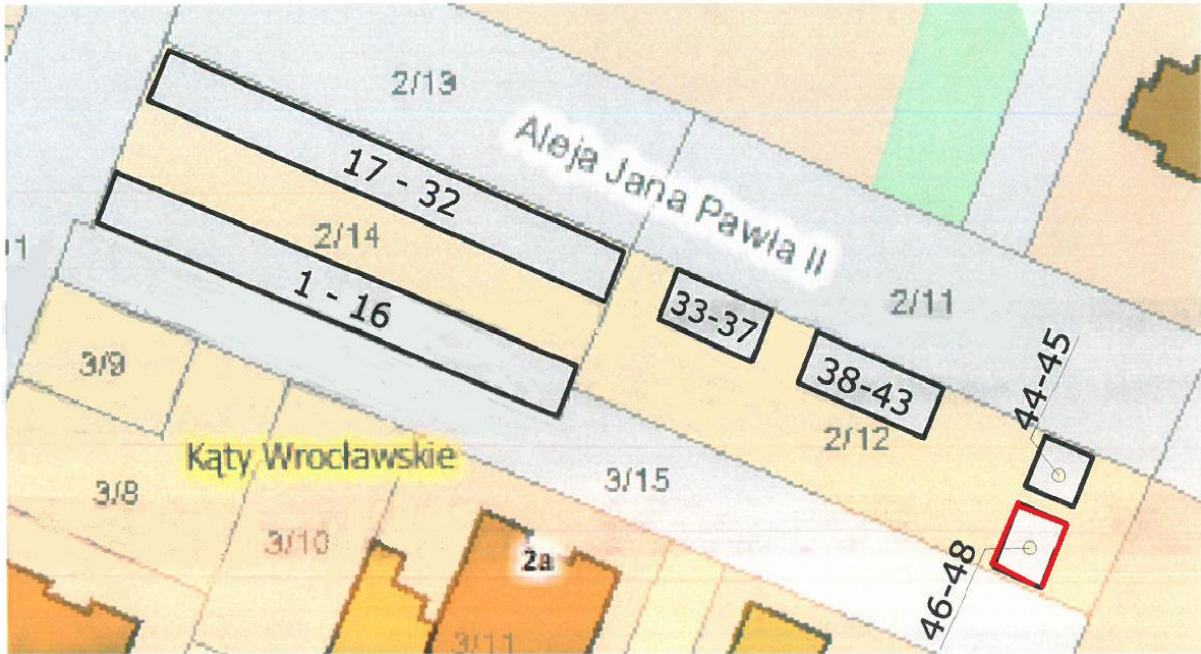 2/13
Aleja Jana Pawła II
17 - 32
2/14
1 - 16
33-37
2/11
38-43
44-45
3/9
2/12
Kąty Wrocławskie
3/15
3/8
3/10
2a
46-48
3/11